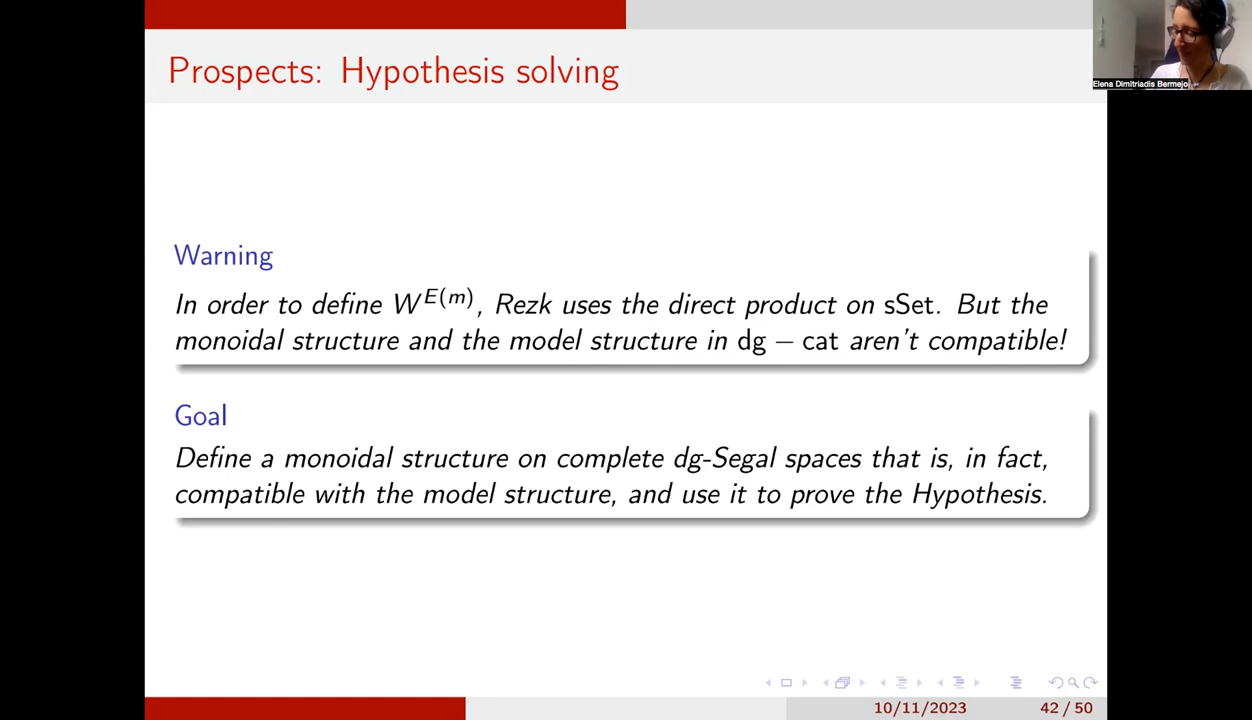 Prospects: Hypothesis solving
Elena Dimitriadis Bermejo
Warning
In order to define W^{E(m)}, Rezk uses the direct product on sSet. But the
monoidal structure and the model structure in dg − cat aren't compatible!
Goal
Define a monoidal structure on complete dg-Segal spaces that is, in fact,
compatible with the model structure, and use it to prove the Hypothesis.
10/11/2023
42 / 50